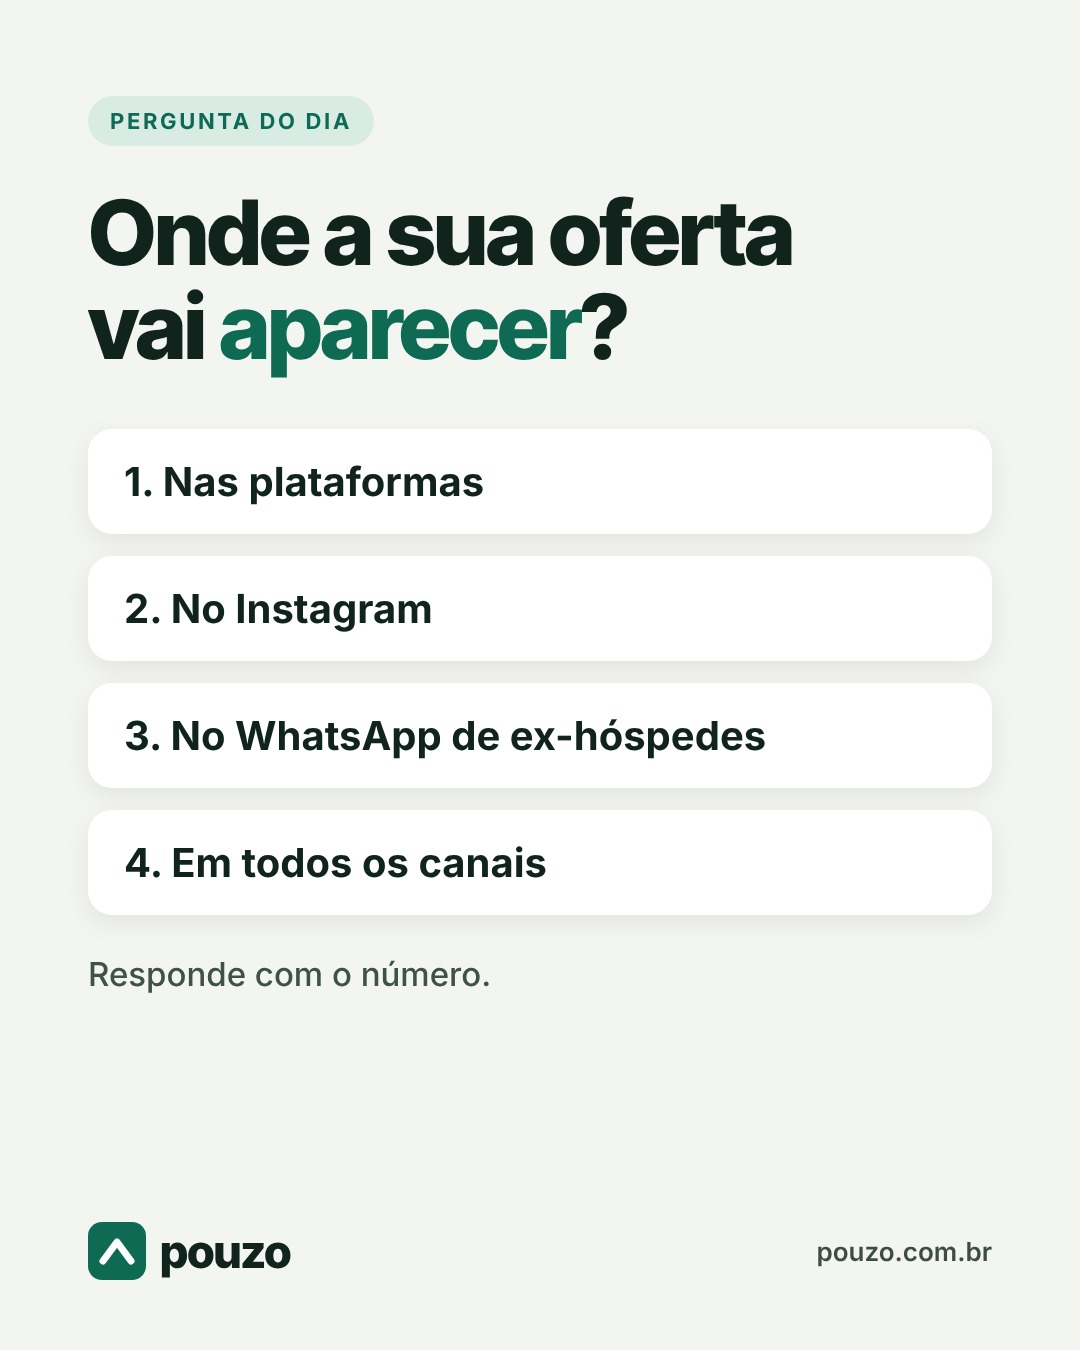 PERGUNTA DO DIA
Onde a sua oferta
vai aparecer?
1. Nas plataformas
2. No Instagram
3. No WhatsApp de ex-hóspedes
4. Em todos os canais
Responde com o número.
pouzo
pouzo.com.br